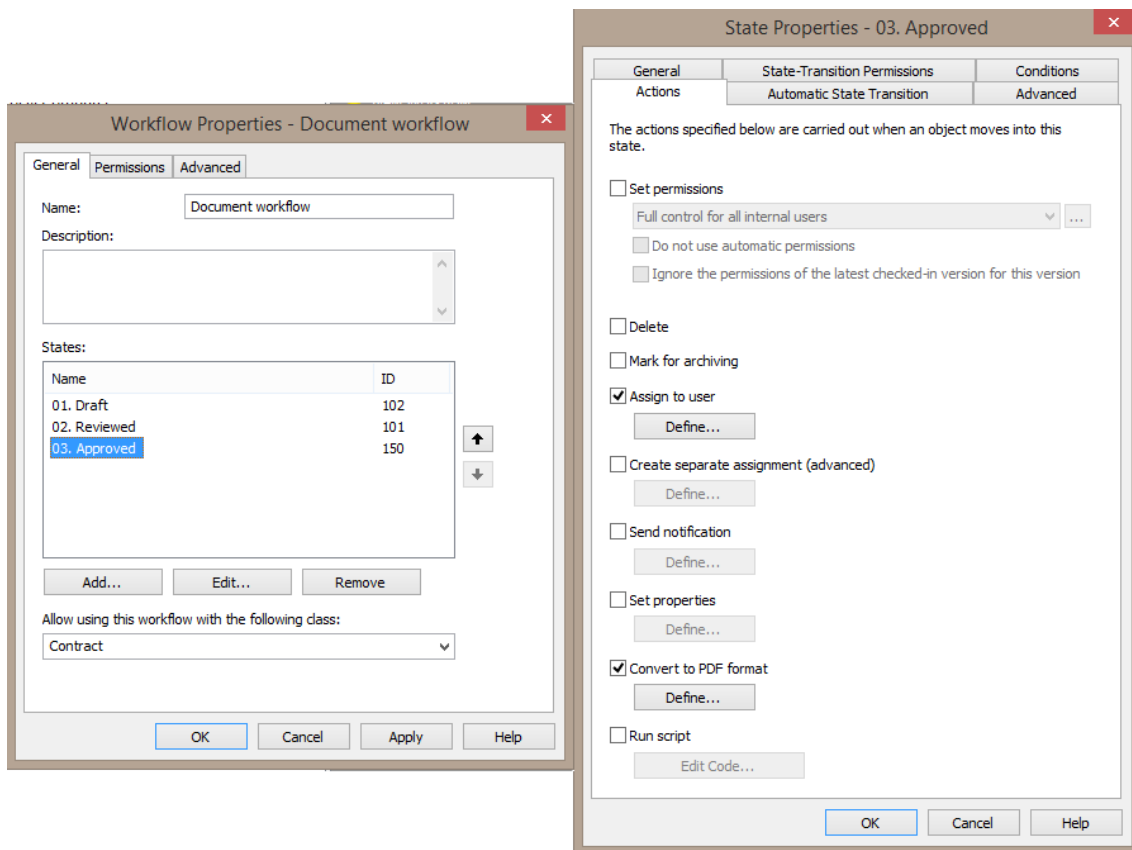 Workflow Properties - Document workflow
General
Permissions
Advanced
Name:
Document workflow
Description:
States:
Name ID
01. Draft 102
02. Reviewed 101
03. Approved 150
Add...
Edit...
Remove
Allow using this workflow with the following class:
Contract
OK
Cancel
Apply
Help
State Properties - 03. Approved
General
State-Transition Permissions
Conditions
Actions
Automatic State Transition
Advanced
The actions specified below are carried out when an object moves into this
state.
Set permissions
Full control for all internal users
...
Do not use automatic permissions
Ignore the permissions of the latest checked-in version for this version
Delete
Mark for archiving
Assign to user
Define...
Create separate assignment (advanced)
Define...
Send notification
Define...
Set properties
Define...
Convert to PDF format
Define...
Run script
Edit Code...
OK
Cancel
Help